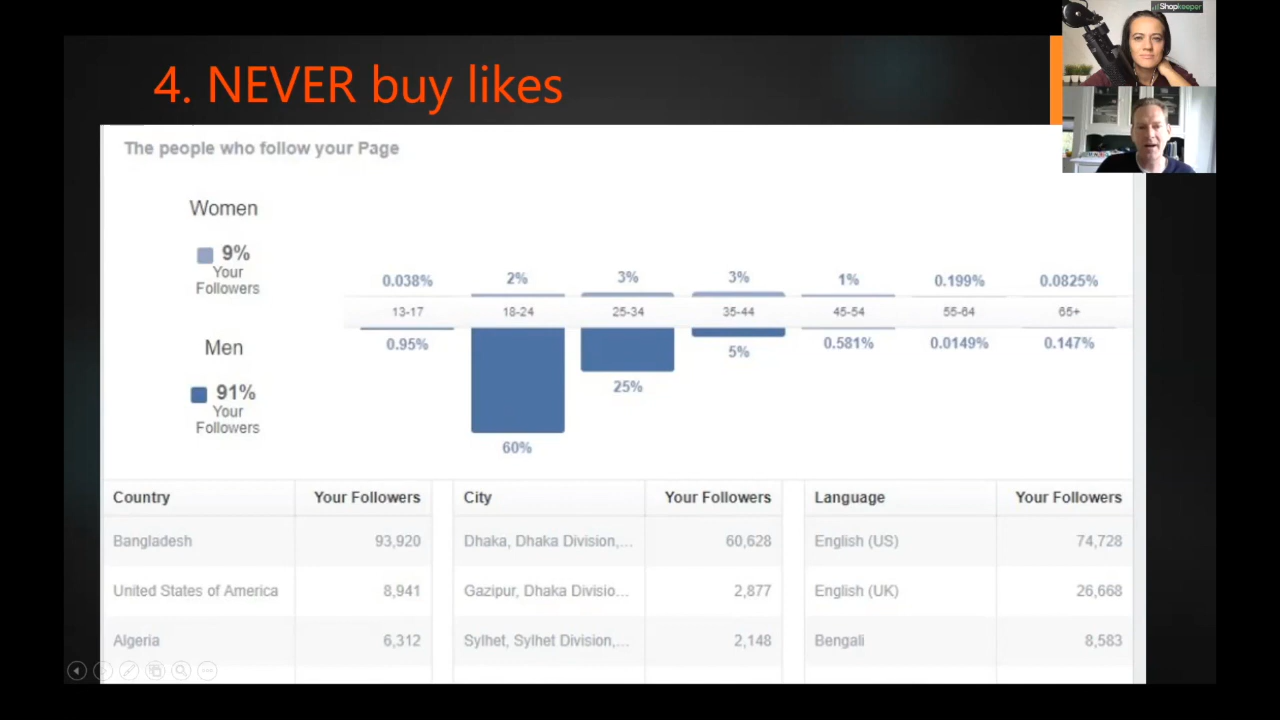 Shopkeeper
4. NEVER buy likes
The people who follow your Page
Women
9%
Your
Followers
0.038% 2% 3% 3% 1% 0.199% 0.0825%
13-17 18-24 25-34 35-44 45-54 55-64 65+
Men
0.95% 60% 25% 5% 0.581% 0.0149% 0.147%
91%
Your
Followers
Country Your Followers City Your Followers Language Your Followers
Bangladesh 93,920 Dhaka, Dhaka Division,... 60,628 English (US) 74,728
United States of America 8,941 Gazipur, Dhaka Divisio... 2,877 English (UK) 26,668
Algeria 6,312 Sylhet, Sylhet Division,... 2,148 Bengali 8,583